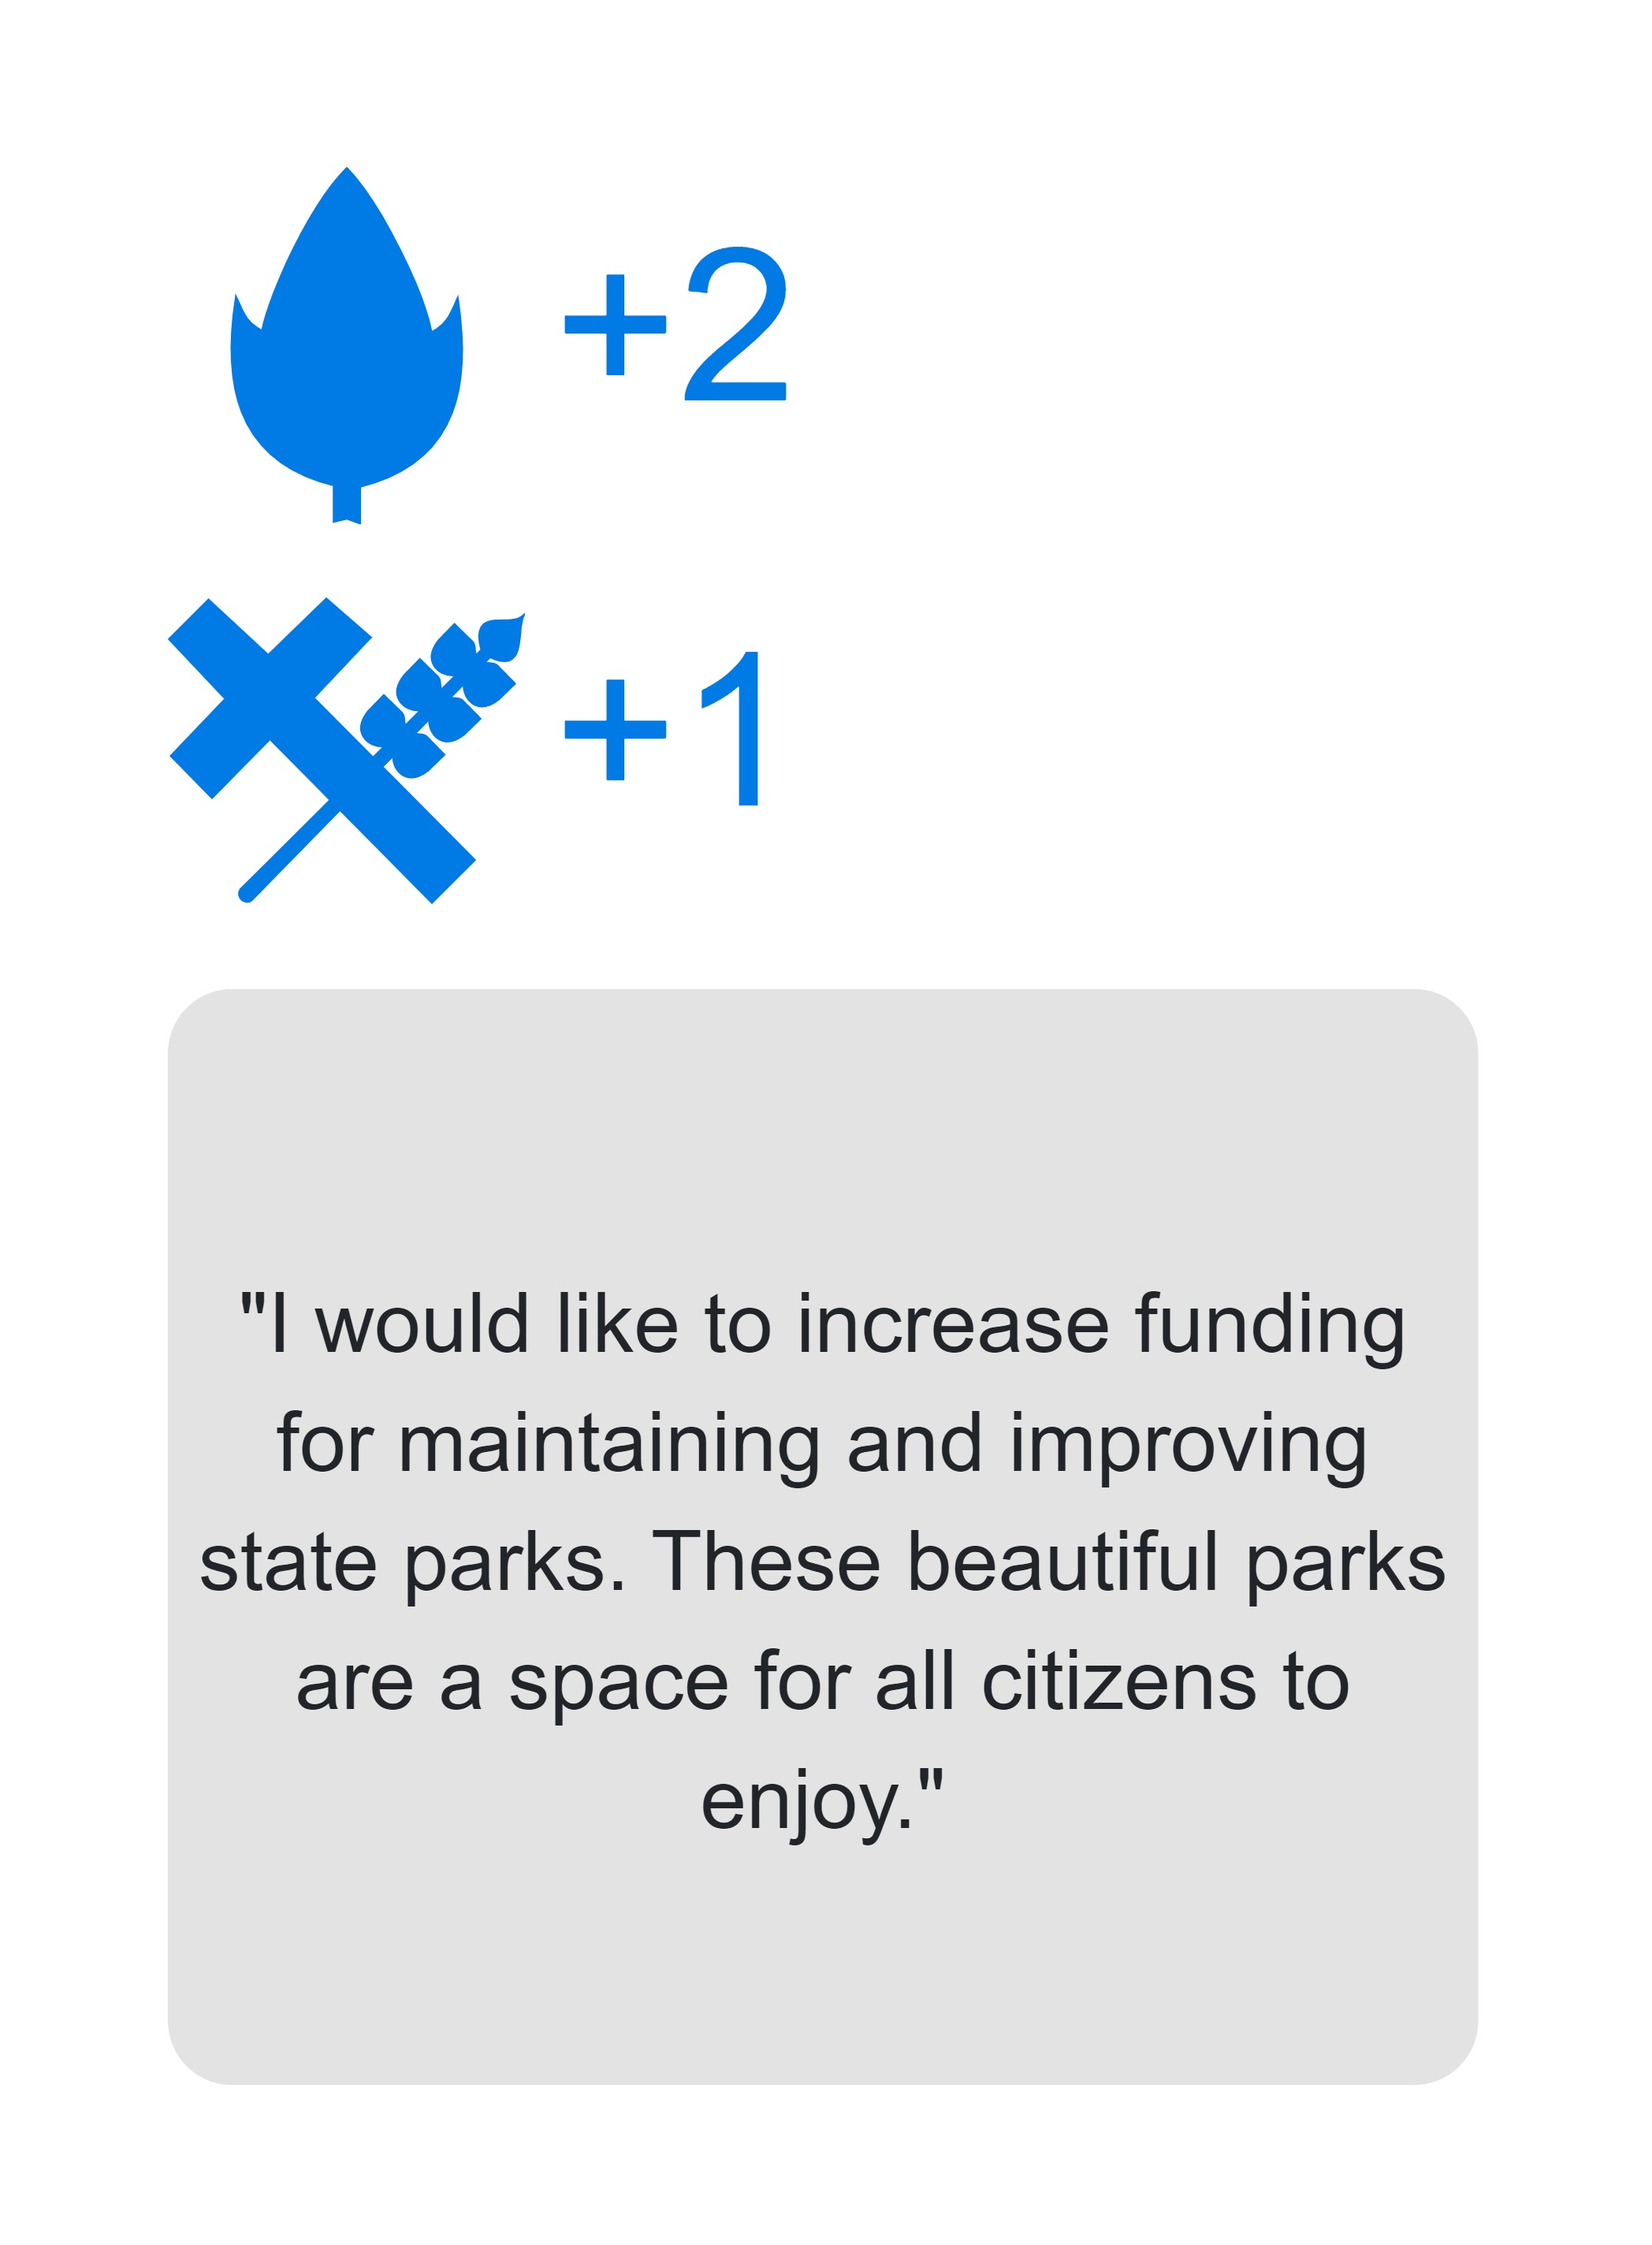 +2
+1
"I would like to increase funding
for maintaining and improving
state parks. These beautiful parks
are a space for all citizens to
enjoy."